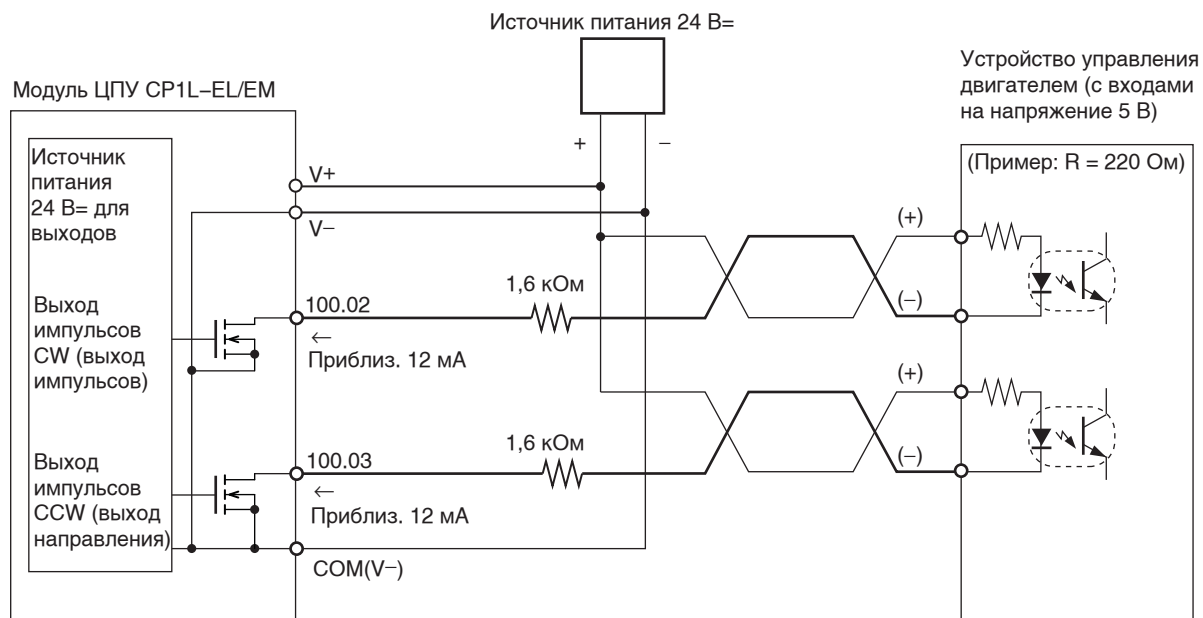 Источник питания 24 В=
Модуль ЦПУ CP1L–EL/EM
Устройство управления
двигателем (с входами
на напряжение 5 В)
+
–
Источник
питания
24 В= для
выходов
V+
V–
(Пример: R = 220 Ом)
(+)
(–)
1,6 кОм
Выход
импульсов
CW (выход
импульсов)
100.02
←
Приблиз. 12 мА
(+)
(–)
1,6 кОм
Выход
импульсов
CCW (выход
направления)
100.03
←
Приблиз. 12 мА
COM(V–)